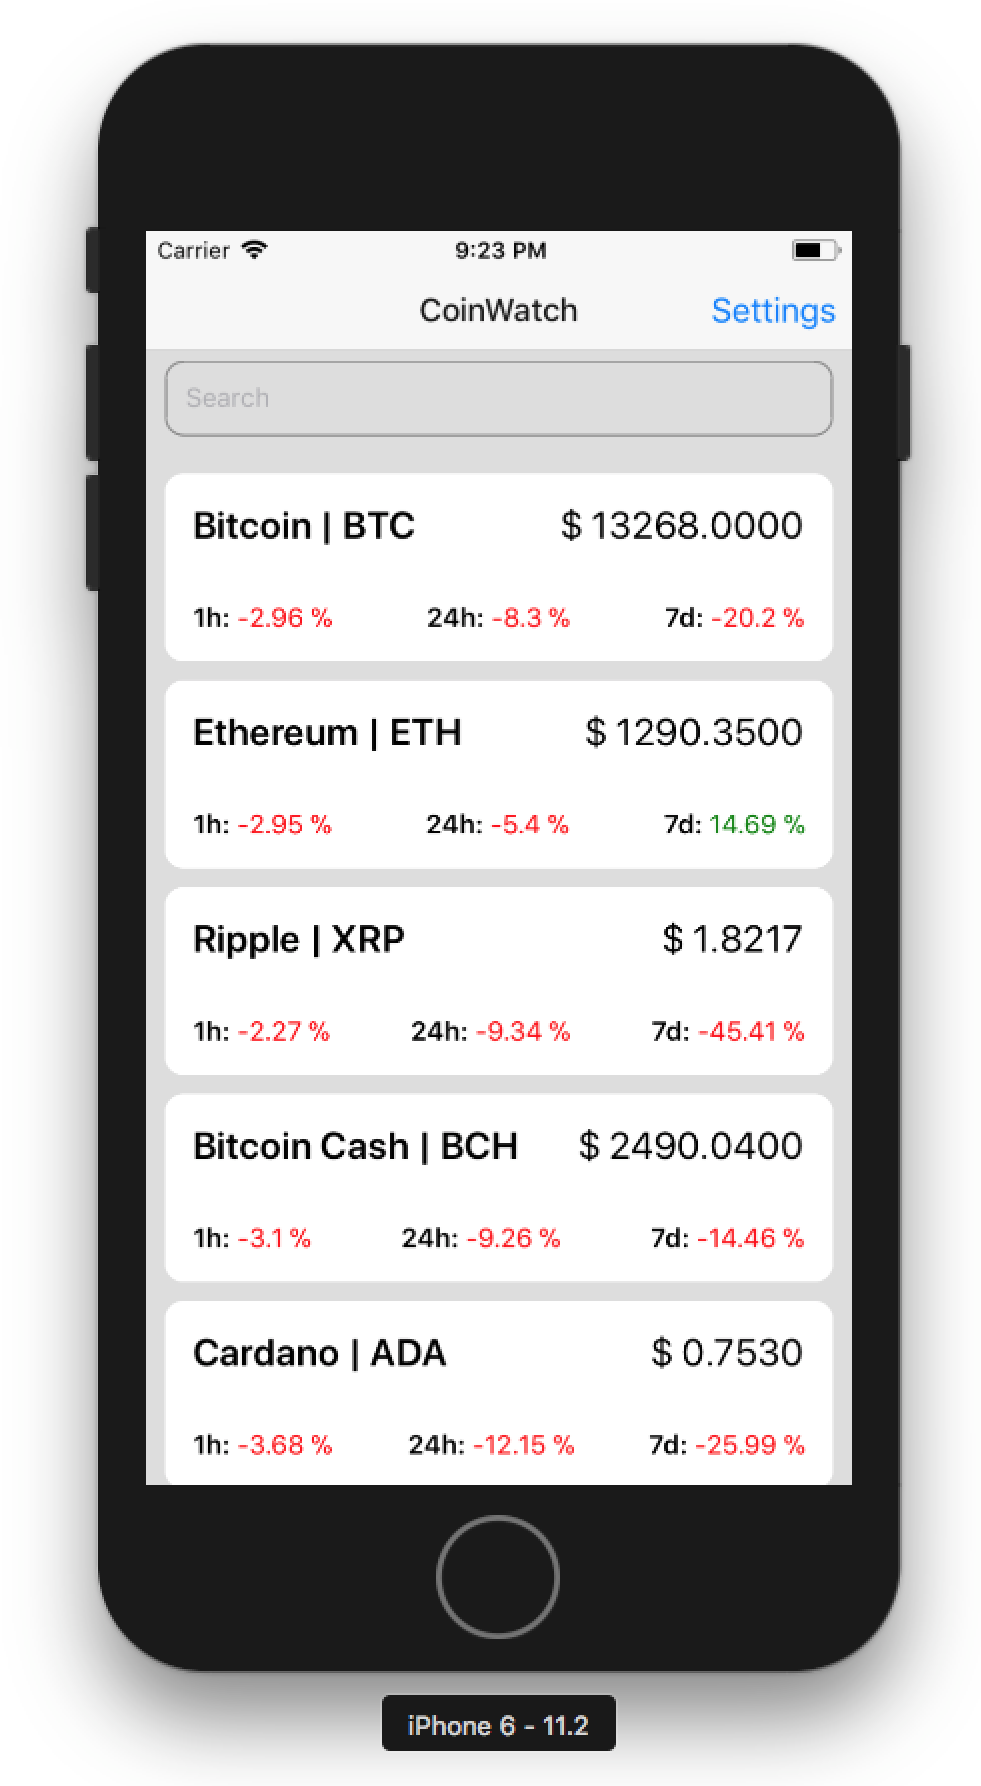 Carrier 9:23 PM
CoinWatch Settings
Search
Bitcoin | BTC $ 13268.0000
1h: -2.96 % 24h: -8.3 % 7d: -20.2 %
Ethereum | ETH $ 1290.3500
1h: -2.95 % 24h: -5.4 % 7d: 14.69 %
Ripple | XRP $ 1.8217
1h: -2.27 % 24h: -9.34 % 7d: -45.41 %
Bitcoin Cash | BCH $ 2490.0400
1h: -3.1 % 24h: -9.26 % 7d: -14.46 %
Cardano | ADA $ 0.7530
1h: -3.68 % 24h: -12.15 % 7d: -25.99 %
iPhone 6 - 11.2